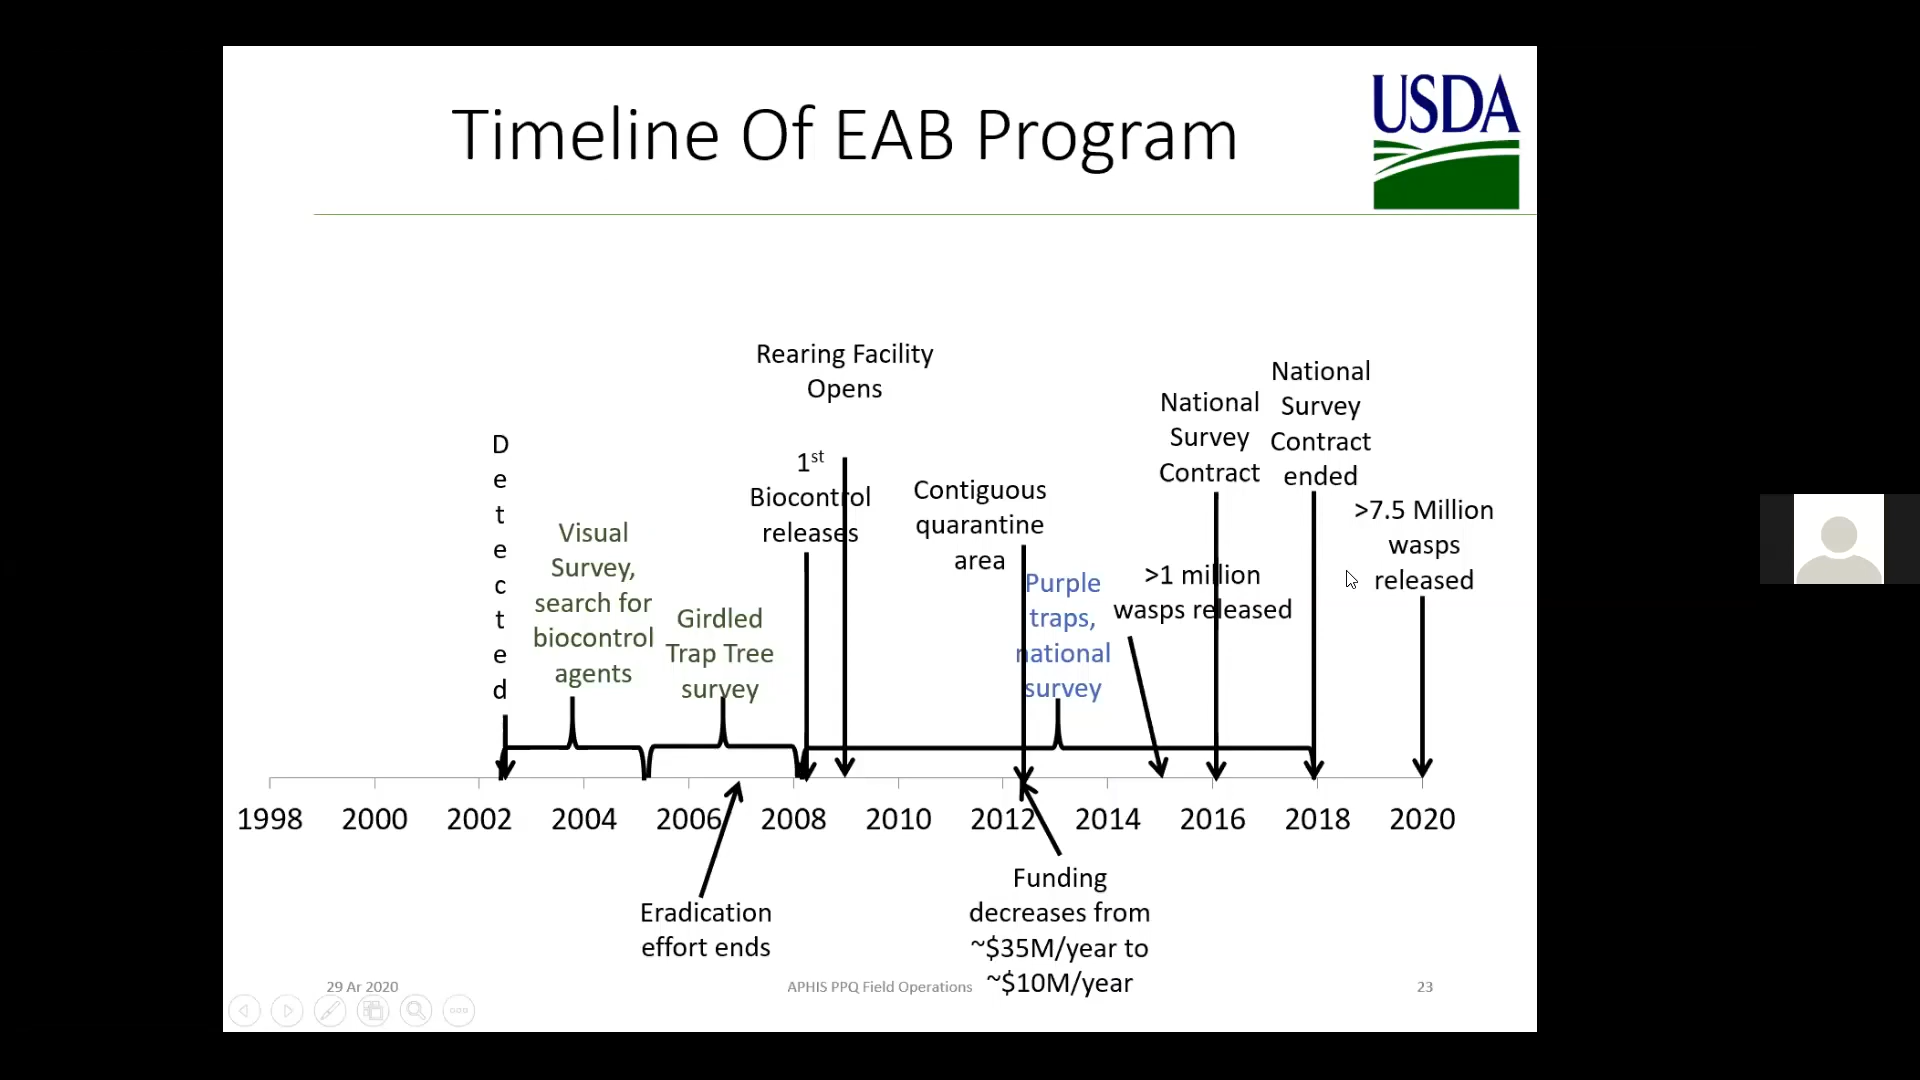 Timeline Of EAB Program
USDA
Rearing Facility
Opens
National
Survey
Contract
ended
National
Survey
Contract
Detected
1st
Biocontrol
releases
Contiguous
quarantine
area
>7.5 Million
wasps
released
Visual
Survey,
search for
biocontrol
agents
Girdled
Trap Tree
survey
Purple
traps,
national
survey
>1 million
wasps released
1998 2000 2002 2004 2006 2008 2010 2012 2014 2016 2018 2020
Eradication
effort ends
Funding
decreases from
~$35M/year to
~$10M/year
29 Ar 2020
APHIS PPQ Field Operations
23